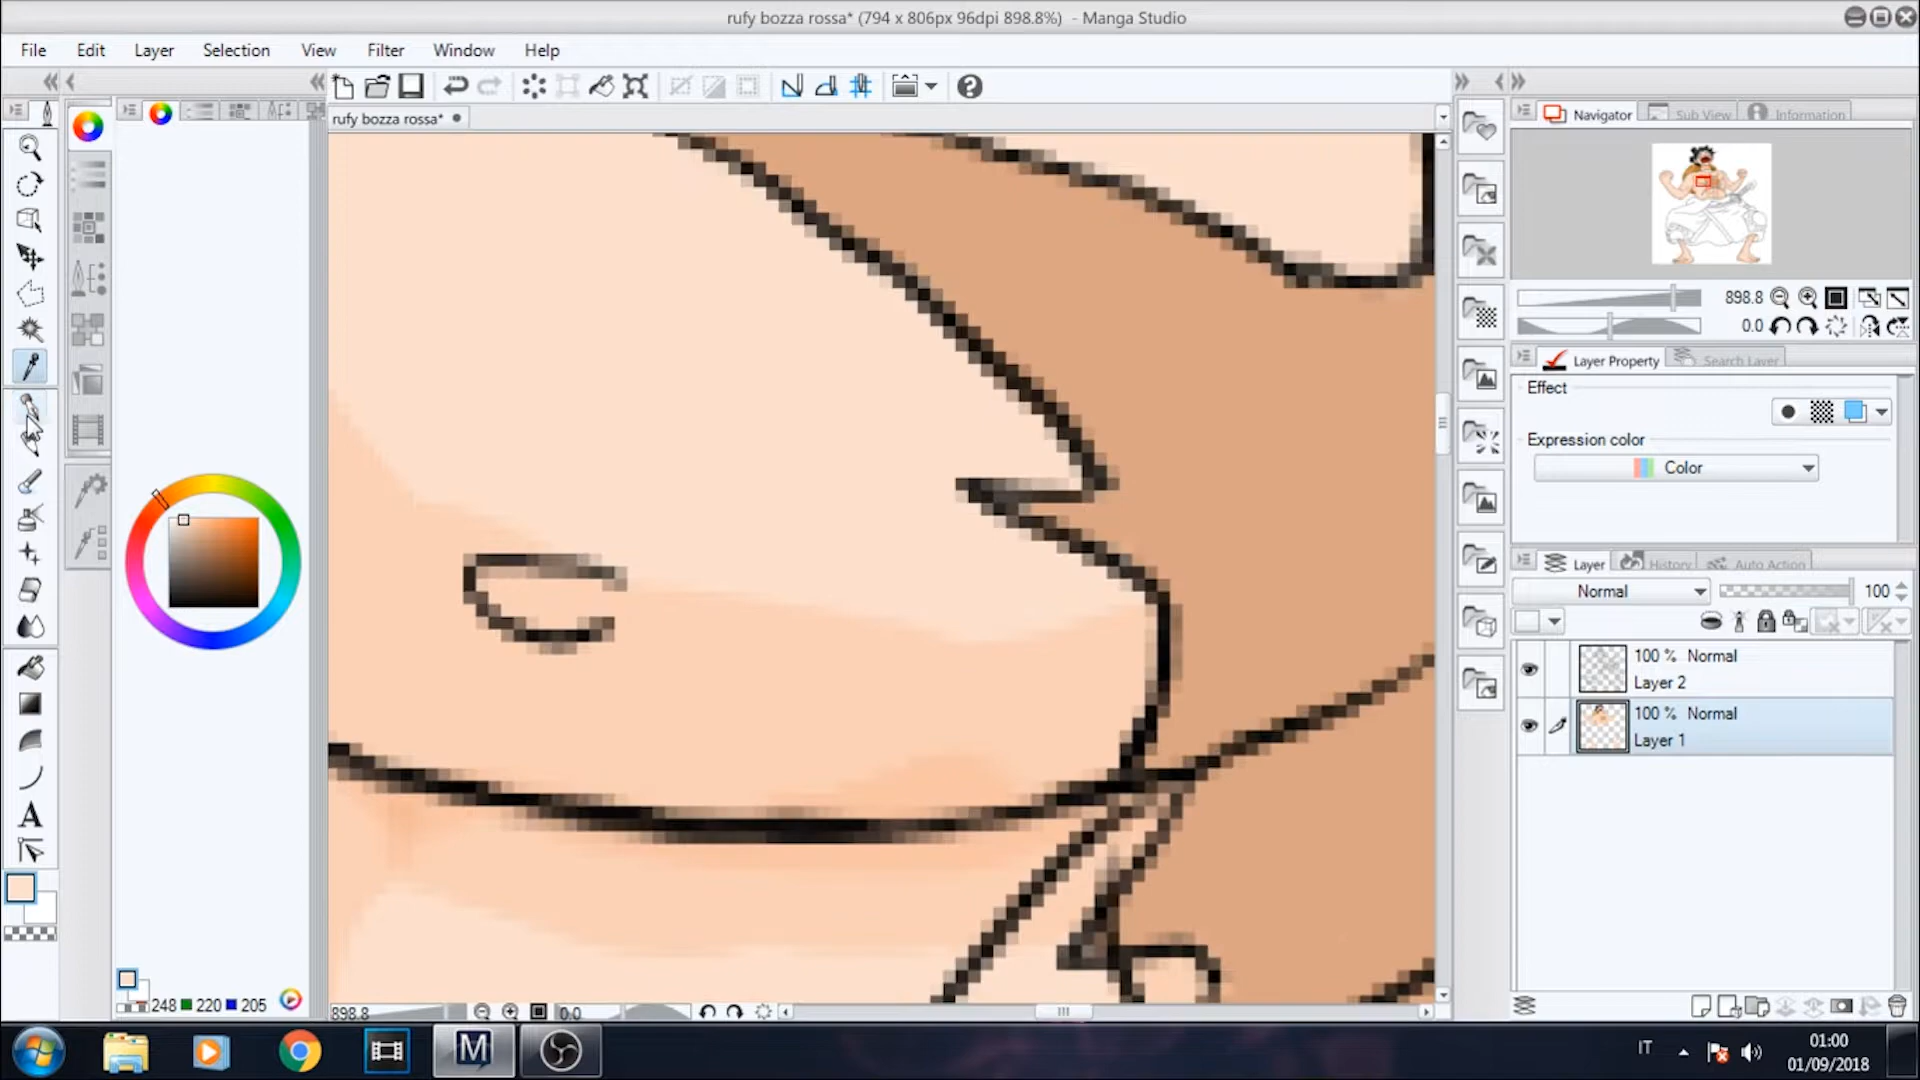 rufy bozza rossa* (794 x 806px 96dpi 898.8%) - Manga Studio
File Edit Layer Selection View Filter Window Help
rufy bozza rossa*
Navigator Sub View Information
898.8
0.0
Layer Property Search Layer
Effect
Expression color
Color
Layer History Auto Action
Normal 100
100 % Normal
Layer 2
100 % Normal
Layer 1
A
248 220 205
898.8 0.0
M
IT
01:00
01/09/2018